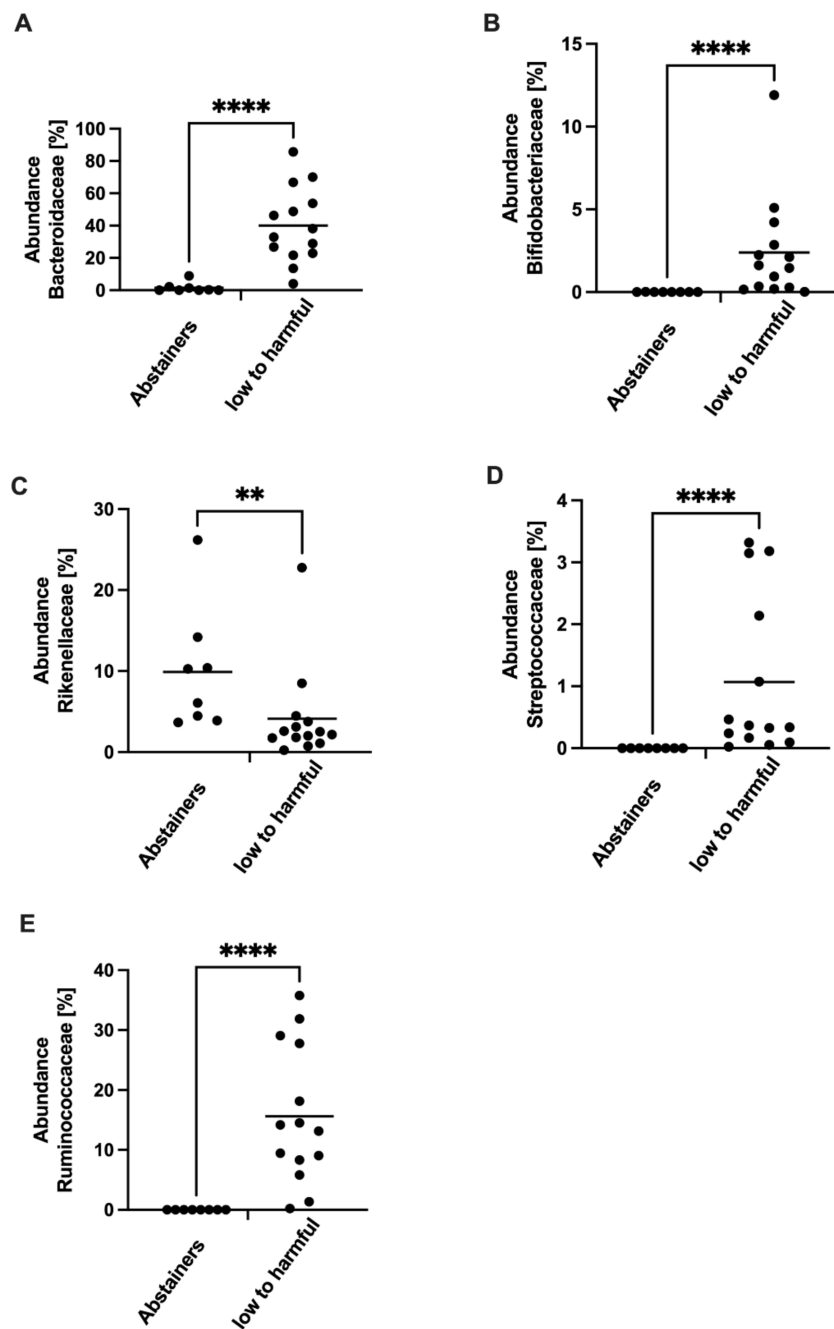 A
****
Abundance
Bacteroidaceae [%]
100
80
60
40
20
0
Abstainers
low to harmful
B
****
Abundance
Bifidobacteriaceae [%]
15
10
5
0
Abstainers
low to harmful
C
**
Abundance
Rikenellaceae [%]
30
20
10
0
Abstainers
low to harmful
D
****
Abundance
Streptococcaceae [%]
4
3
2
1
0
Abstainers
low to harmful
E
****
Abundance
Ruminococcaceae [%]
40
30
20
10
0
Abstainers
low to harmful